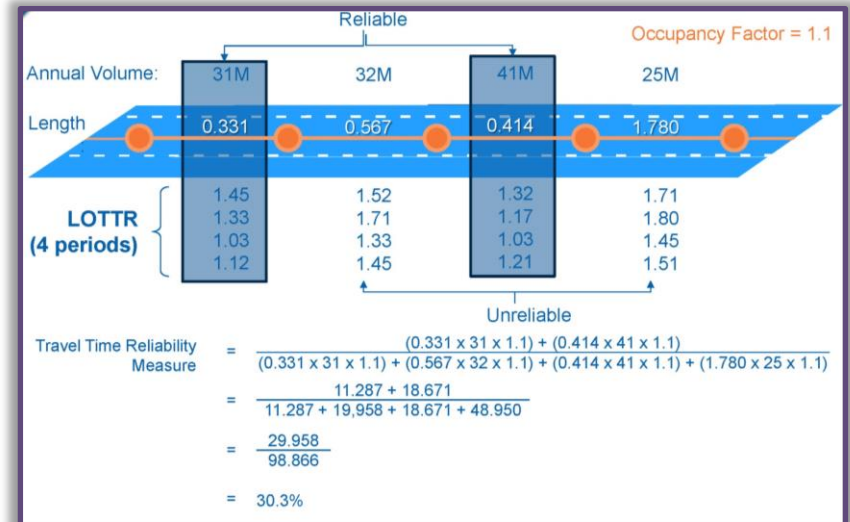 Reliable
Occupancy Factor = 1.1
Annual Volume: 31M 32M 41M 25M
Length 0.331 0.567 0.414 1.780
1.45 1.52 1.32 1.71
LOTTR 1.33 1.71 1.17 1.80
(4 periods) 1.03 1.33 1.03 1.45
1.12 1.45 1.21 1.51
Unreliable
Travel Time Reliability Measure = (0.331 x 31 x 1.1) + (0.414 x 41 x 1.1)
(0.331 x 31 x 1.1) + (0.567 x 32 x 1.1) + (0.414 x 41 x 1.1) + (1.780 x 25 x 1.1)
= 11.287 + 18.671
11.287 + 19,958 + 18.671 + 48.950
= 29.958
98.866
= 30.3%